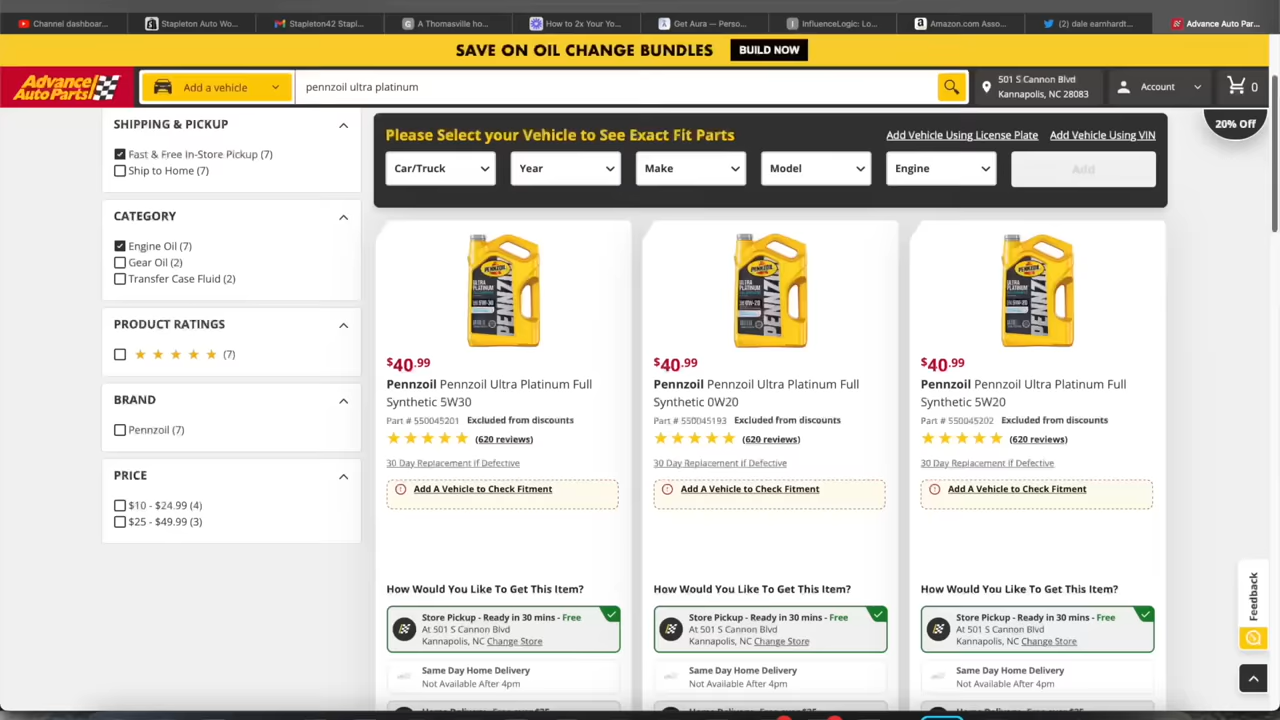 Channel dashboar...
Stapleton Auto Wo...
Stapleton42 Stapl...
A Thomasville ho...
How to 2x Your Yo...
Get Aura — Perso...
InfluenceLogic: Lo...
Amazon.com Asso...
(2) dale earnhardt...
Advance Auto Par...
SAVE ON OIL CHANGE BUNDLES
BUILD NOW
Advance
Auto Parts
Add a vehicle
pennzoil ultra platinum
501 S Cannon Blvd
Kannapolis, NC 28083
Account
0
20% Off
SHIPPING & PICKUP
Fast & Free In-Store Pickup (7)
Ship to Home (7)
CATEGORY
Engine Oil (7)
Gear Oil (2)
Transfer Case Fluid (2)
PRODUCT RATINGS
(7)
BRAND
Pennzoil (7)
PRICE
$10 - $24.99 (4)
$25 - $49.99 (3)
Please Select your Vehicle to See Exact Fit Parts
Add Vehicle Using License Plate
Add Vehicle Using VIN
Car/Truck
Year
Make
Model
Engine
Add
PENNZOIL
ULTRA
PLATINUM
PENNZ
$40.99
Pennzoil Pennzoil Ultra Platinum Full
Synthetic 5W30
Part # 550045201 Excluded from discounts
(620 reviews)
30 Day Replacement If Defective
Add A Vehicle to Check Fitment
How Would You Like To Get This Item?
Store Pickup - Ready in 30 mins - Free
At 501 S Cannon Blvd
Kannapolis, NC Change Store
Same Day Home Delivery
Not Available After 4pm
PENNZOIL
ULTRA
PLATINUM
PENNZ
$40.99
Pennzoil Pennzoil Ultra Platinum Full
Synthetic 0W20
Part # 550045193 Excluded from discounts
(620 reviews)
30 Day Replacement If Defective
Add A Vehicle to Check Fitment
How Would You Like To Get This Item?
Store Pickup - Ready in 30 mins - Free
At 501 S Cannon Blvd
Kannapolis, NC Change Store
Same Day Home Delivery
Not Available After 4pm
PENNZOIL
ULTRA
PLATINUM
PENNZ
$40.99
Pennzoil Pennzoil Ultra Platinum Full
Synthetic 5W20
Part # 550045202 Excluded from discounts
(620 reviews)
30 Day Replacement If Defective
Add A Vehicle to Check Fitment
How Would You Like To Get This Item?
Store Pickup - Ready in 30 mins - Free
At 501 S Cannon Blvd
Kannapolis, NC Change Store
Same Day Home Delivery
Not Available After 4pm
Feedback